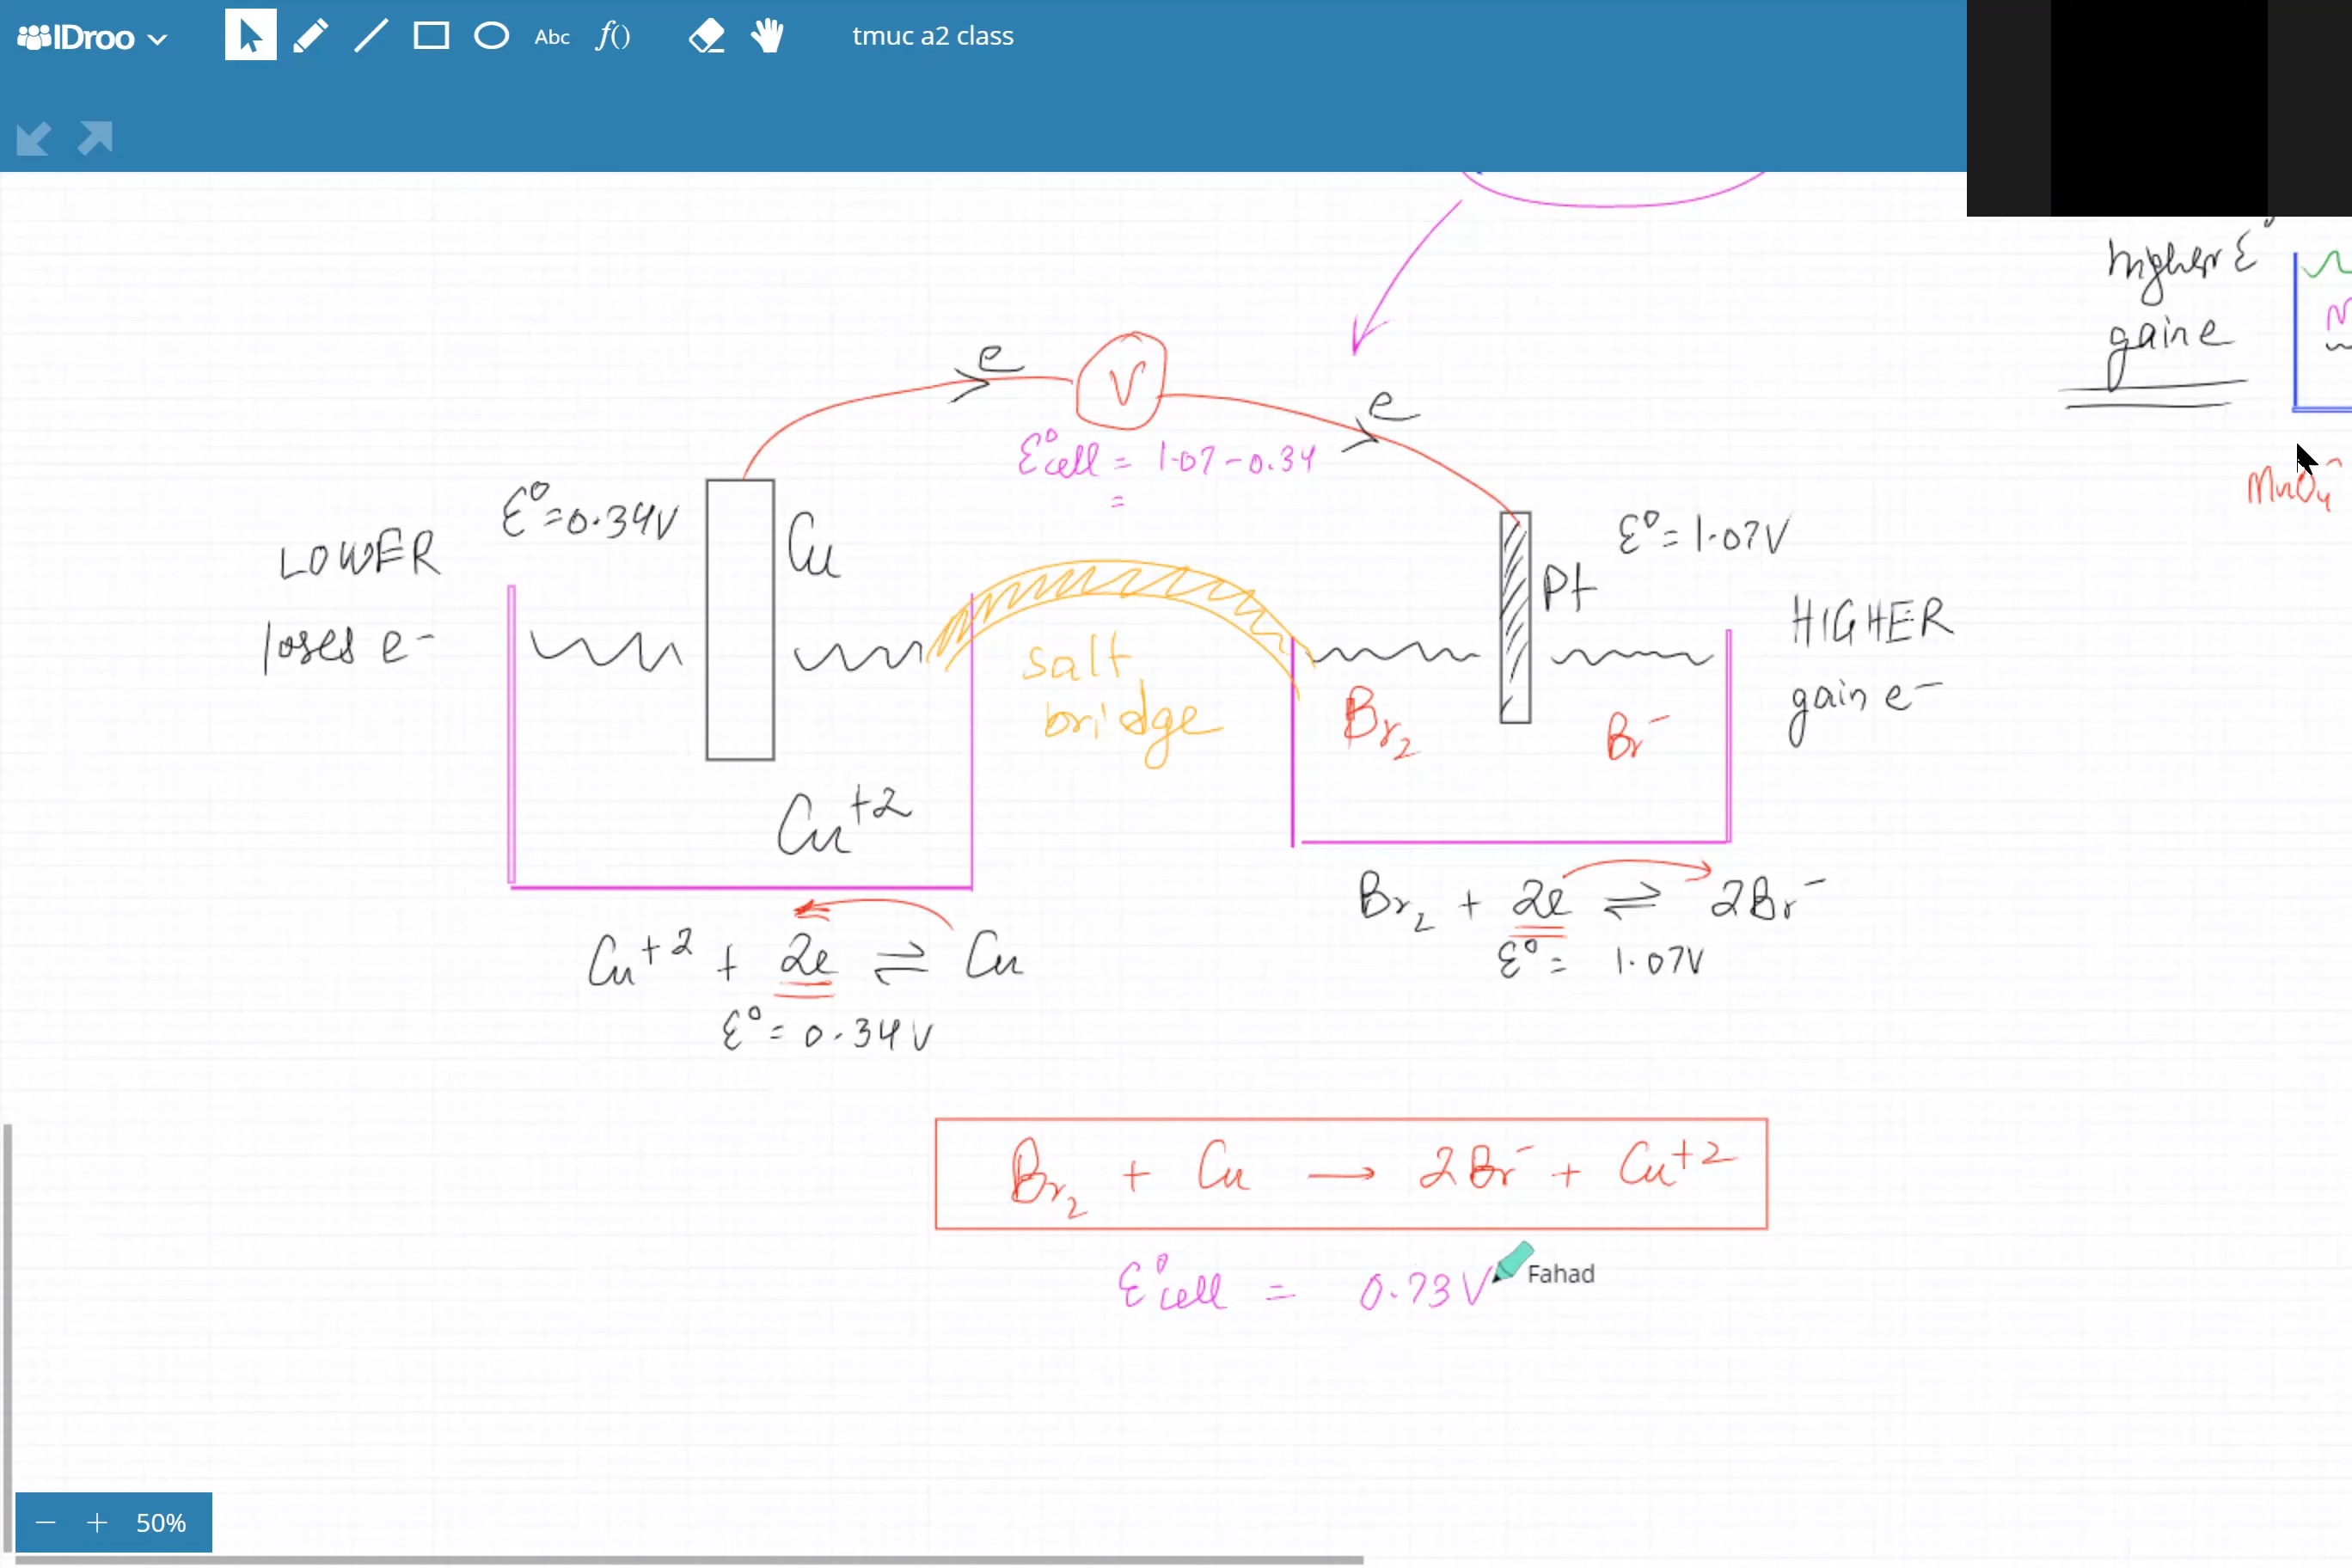 IDroo
Abc f() tmuc a2 class
higher E°
gain e
e
V
e
E°cell = 1.07-0.34
=
E°=0.34V
Cu
E°= 1.07V
LOWER
Pt
HIGHER
loses e-
salt
bridge
Br2
Br-
gain e-
MnO4-
Cu+2
Br2 + 2e ⇌ 2Br-
E°= 1.07V
Cu+2 + 2e ⇌ Cu
E°= 0.34V
Br2 + Cu → 2Br- + Cu+2
E°cell = 0.73V
Fahad
− + 50%